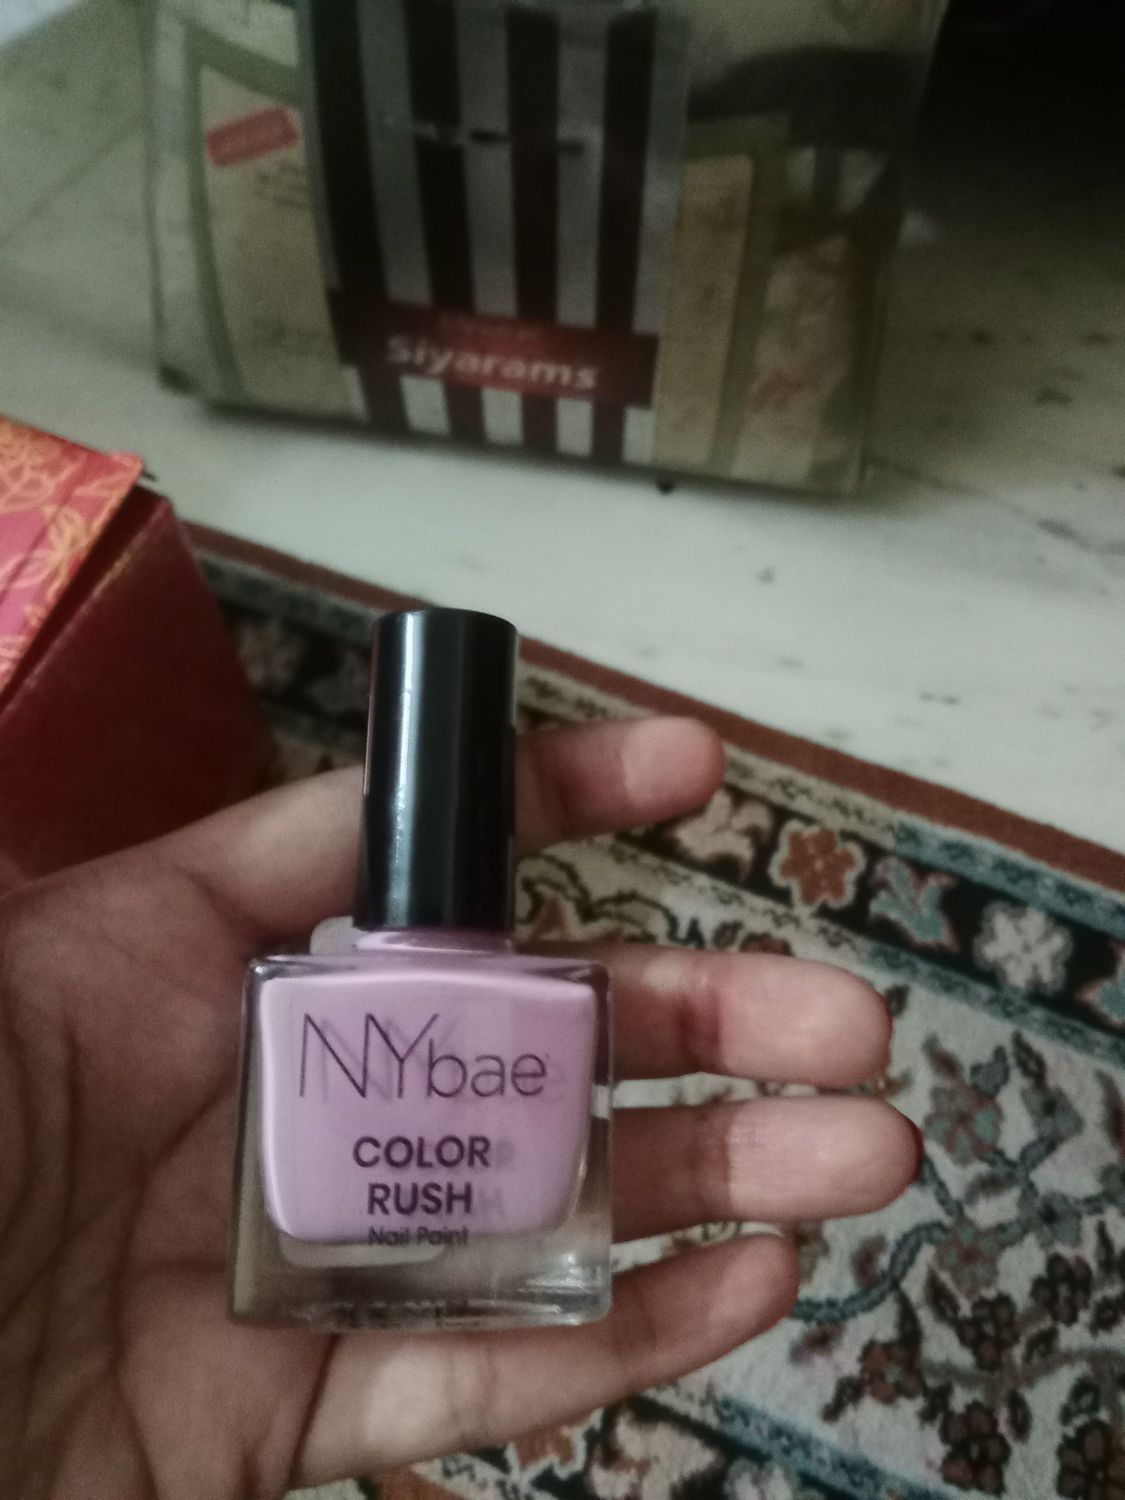 Siyarams
NYbae
COLOR
RUSH
Nail Paint